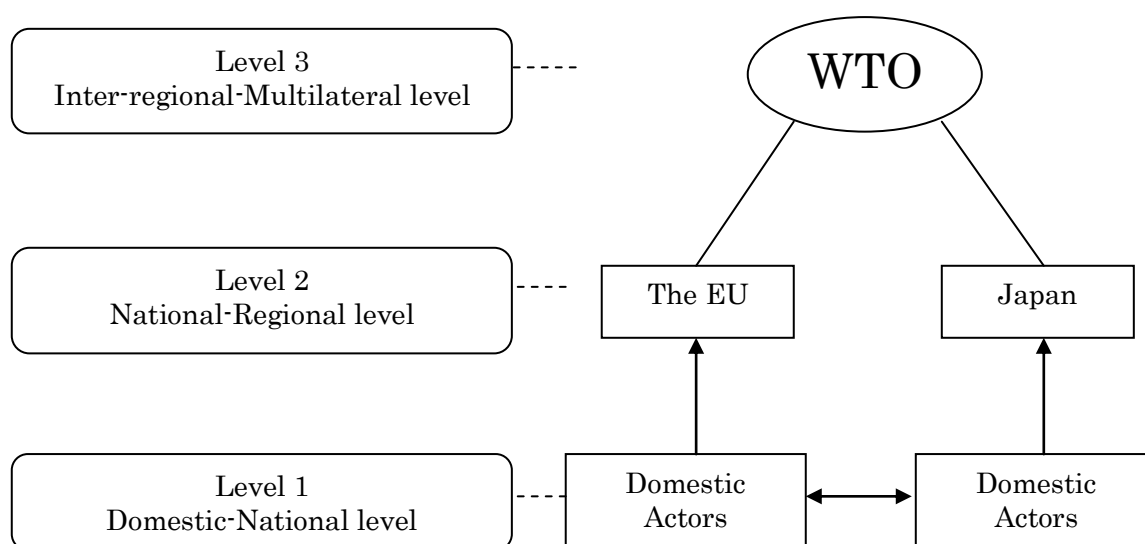 Level 3
Inter-regional-Multilateral level
WTO
Level 2
National-Regional level
The EU
Japan
Level 1
Domestic-National level
Domestic
Actors
Domestic
Actors